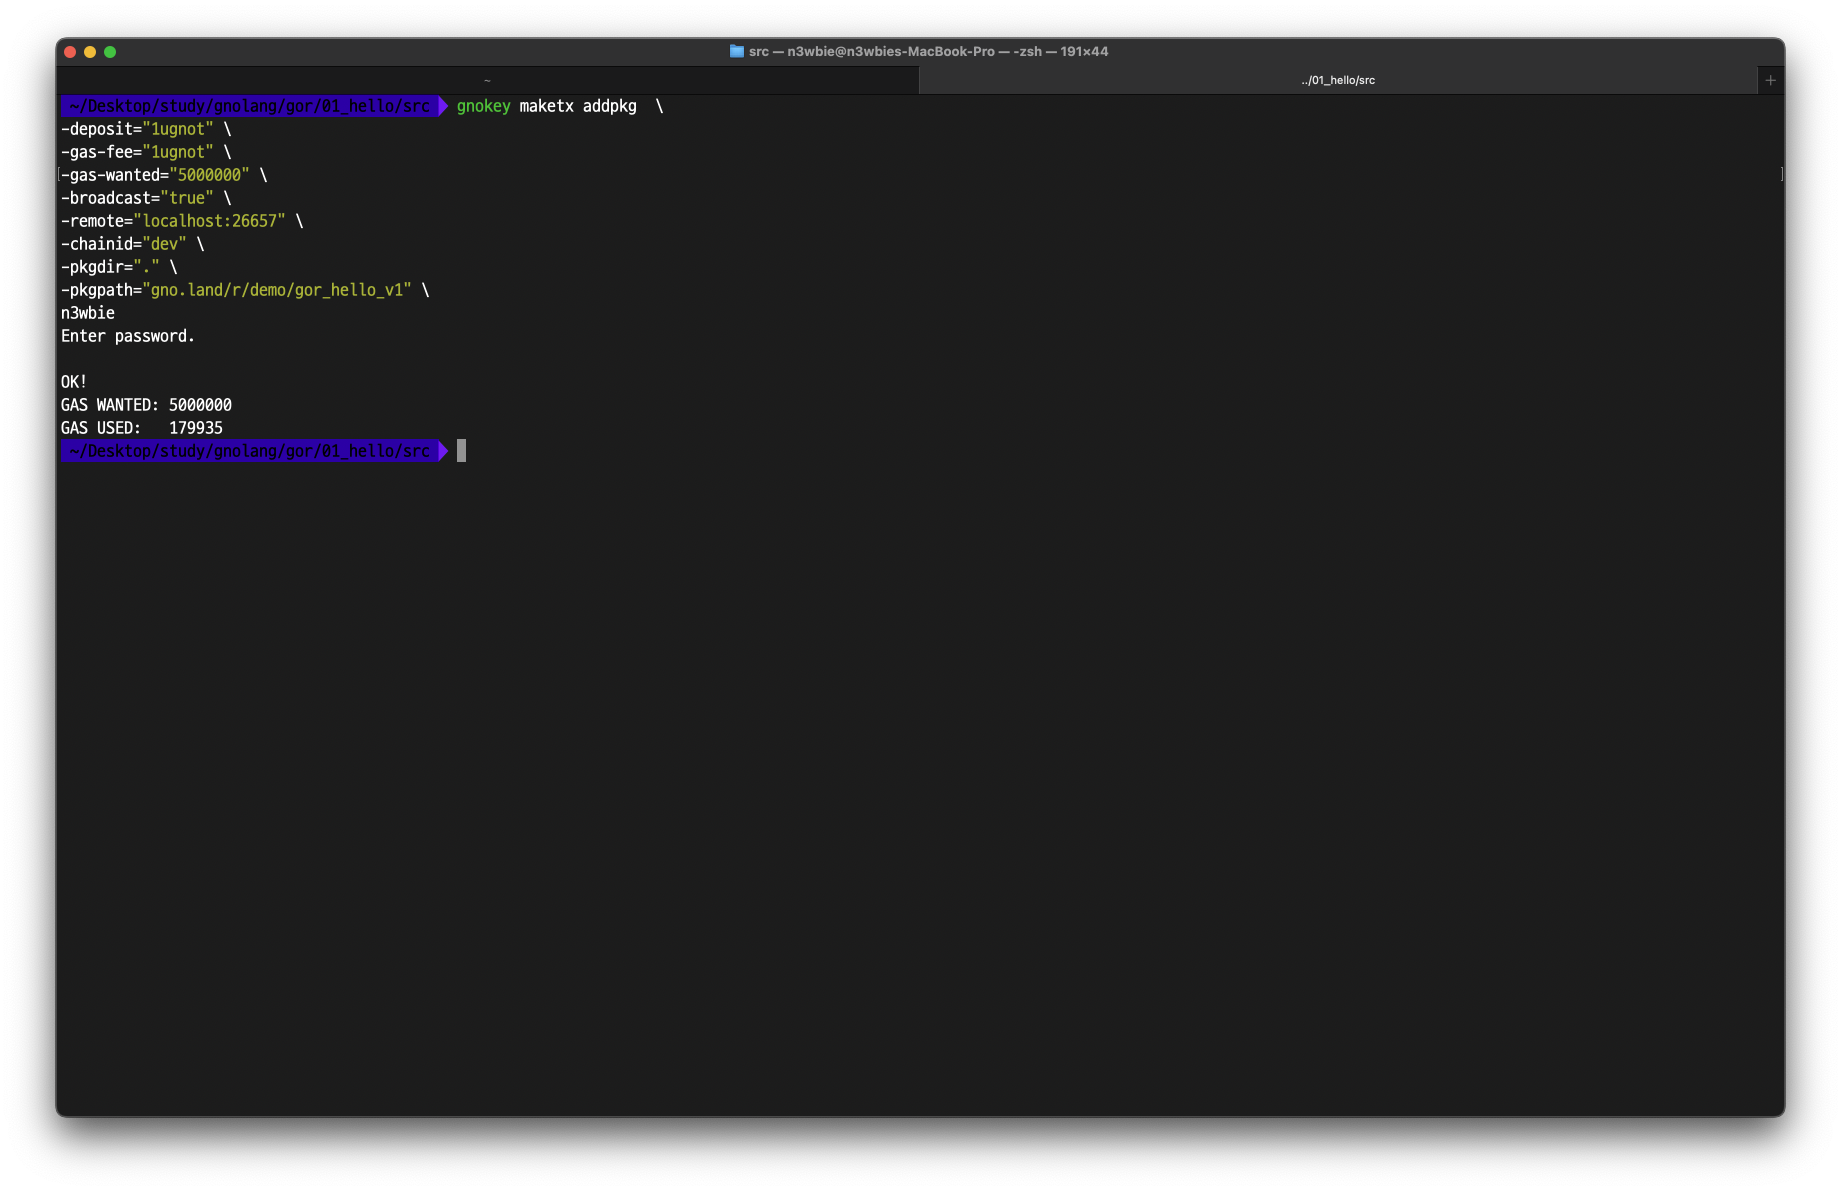 src — n3wbie@n3wbies-MacBook-Pro — -zsh — 191×44
~ ../01_hello/src +
~/Desktop/study/gnolang/gor/01_hello/src gnokey maketx addpkg  \
-deposit="1ugnot" \
-gas-fee="1ugnot" \
-gas-wanted="5000000" \
-broadcast="true" \
-remote="localhost:26657" \
-chainid="dev" \
-pkgdir="." \
-pkgpath="gno.land/r/demo/gor_hello_v1" \
n3wbie
Enter password.
OK!
GAS WANTED: 5000000
GAS USED:   179935
~/Desktop/study/gnolang/gor/01_hello/src